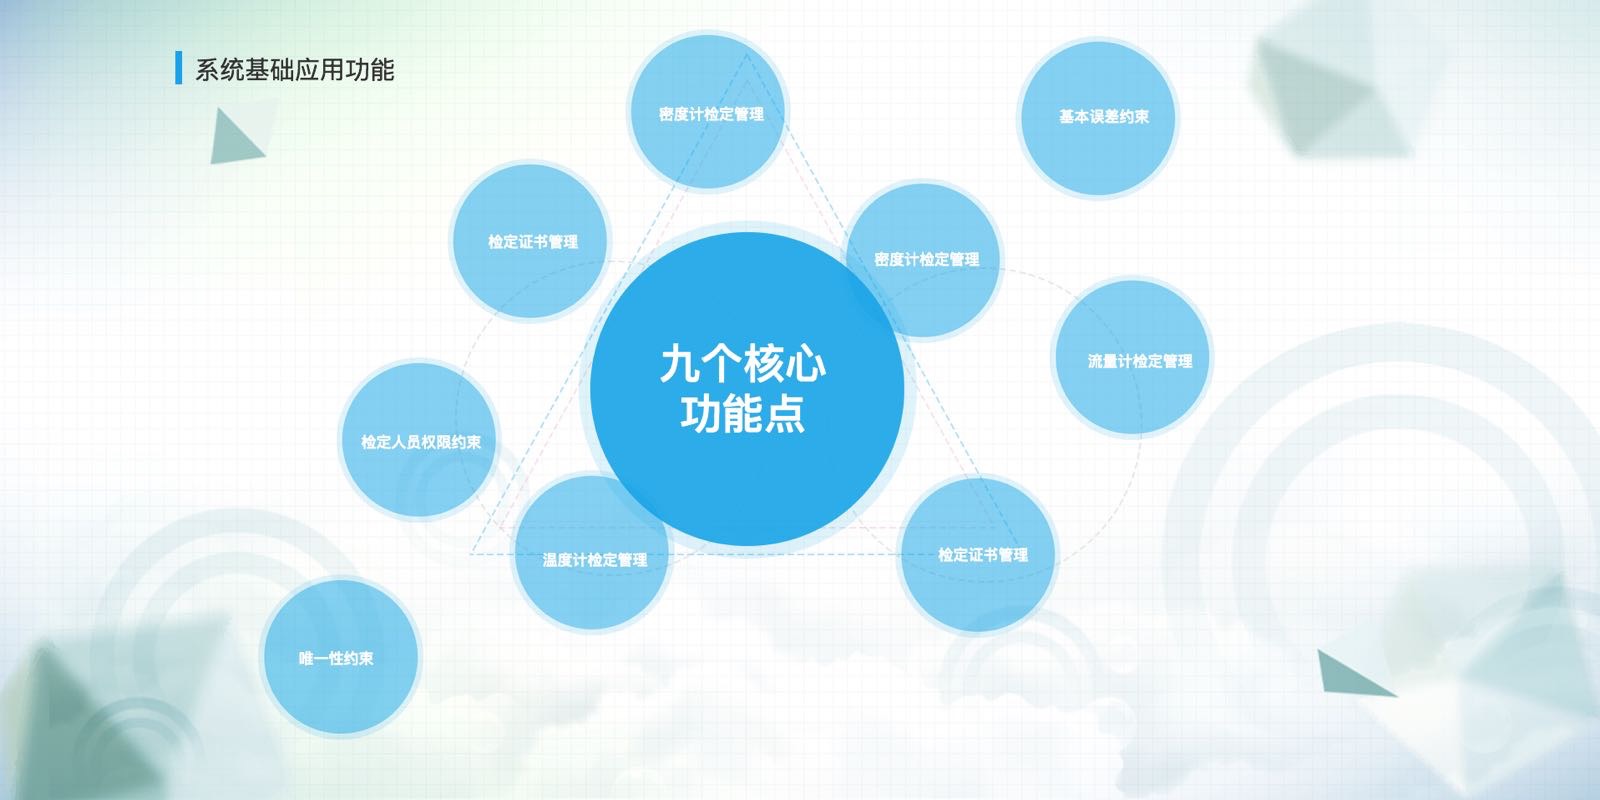 系统基础应用功能
密度计检定管理
基本误差约束
检定证书管理
密度计检定管理
九个核心
功能点
流量计检定管理
检定人员权限约束
温度计检定管理
检定证书管理
唯一性约束